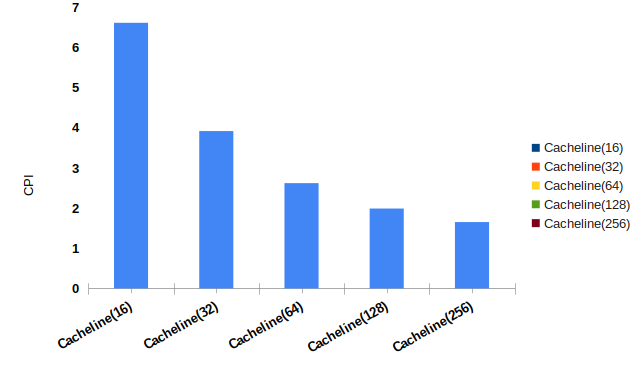 7
6
5
4
3
2
1
0
CPI
Cacheline(16)
Cacheline(32)
Cacheline(64)
Cacheline(128)
Cacheline(256)
Cacheline(16)
Cacheline(32)
Cacheline(64)
Cacheline(128)
Cacheline(256)